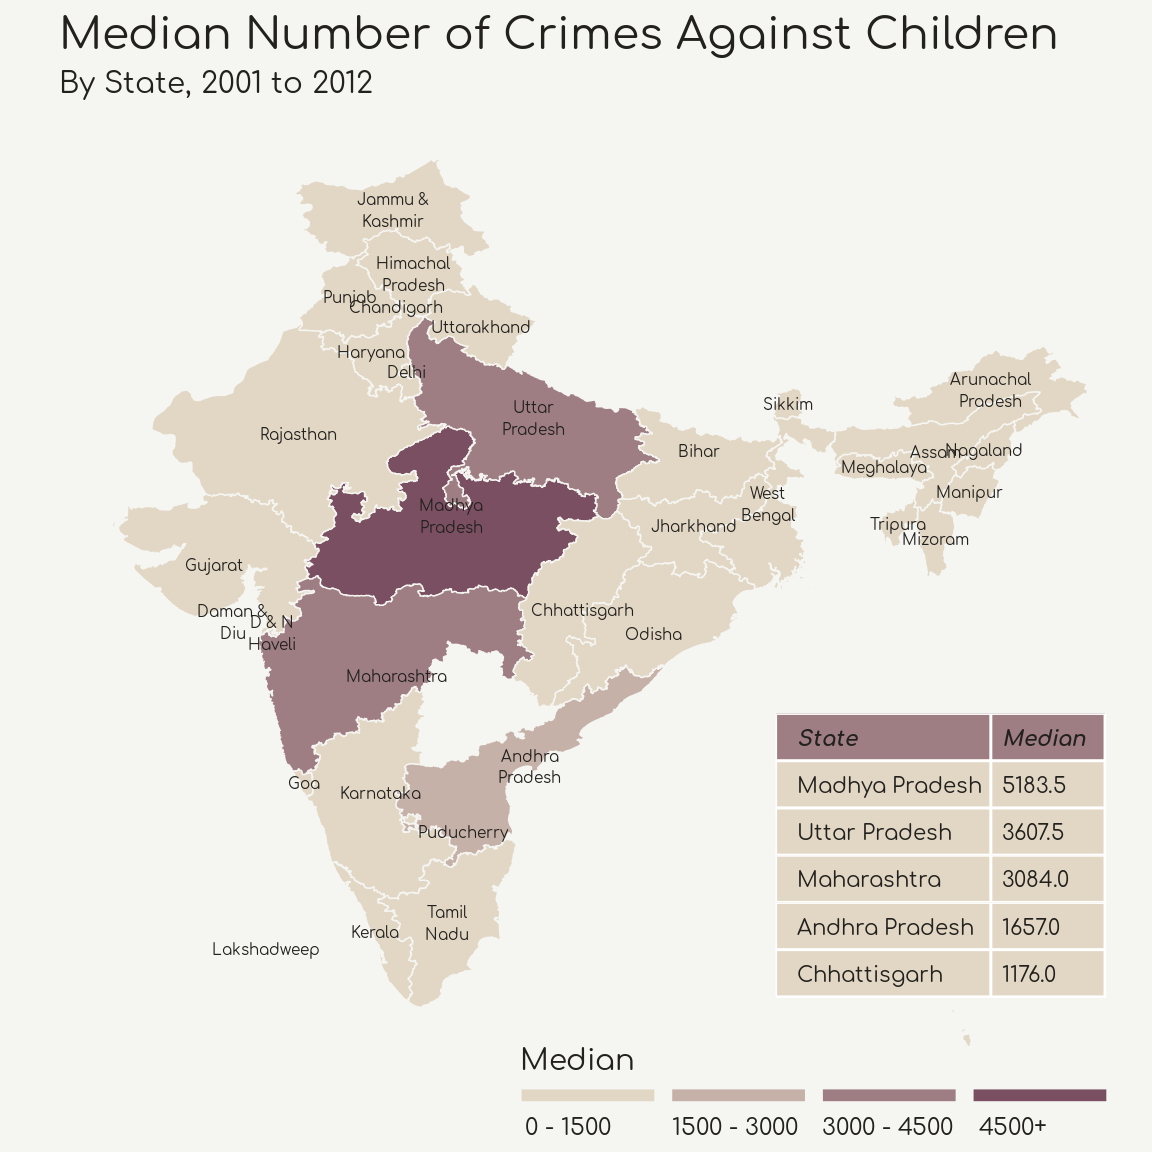 Median Number of Crimes Against Children
By State, 2001 to 2012
Jammu &
Kashmir
Himachal
Pradesh
Punjab
Chandigarh
Uttarakhand
Haryana
Delhi
Arunachal
Pradesh
Sikkim
Uttar
Pradesh
Rajasthan
Bihar
Assam
Nagaland
Meghalaya
West
Bengal
Manipur
Madhya
Pradesh
Jharkhand
Tripura
Mizoram
Gujarat
Daman &
Diu
D & N
Haveli
Chhattisgarh
Odisha
Maharashtra
Andhra
Pradesh
Goa
Karnataka
Puducherry
Tamil
Nadu
Kerala
Lakshadweep
State Median
Madhya Pradesh 5183.5
Uttar Pradesh 3607.5
Maharashtra 3084.0
Andhra Pradesh 1657.0
Chhattisgarh 1176.0
Median
0 - 1500 1500 - 3000 3000 - 4500 4500+